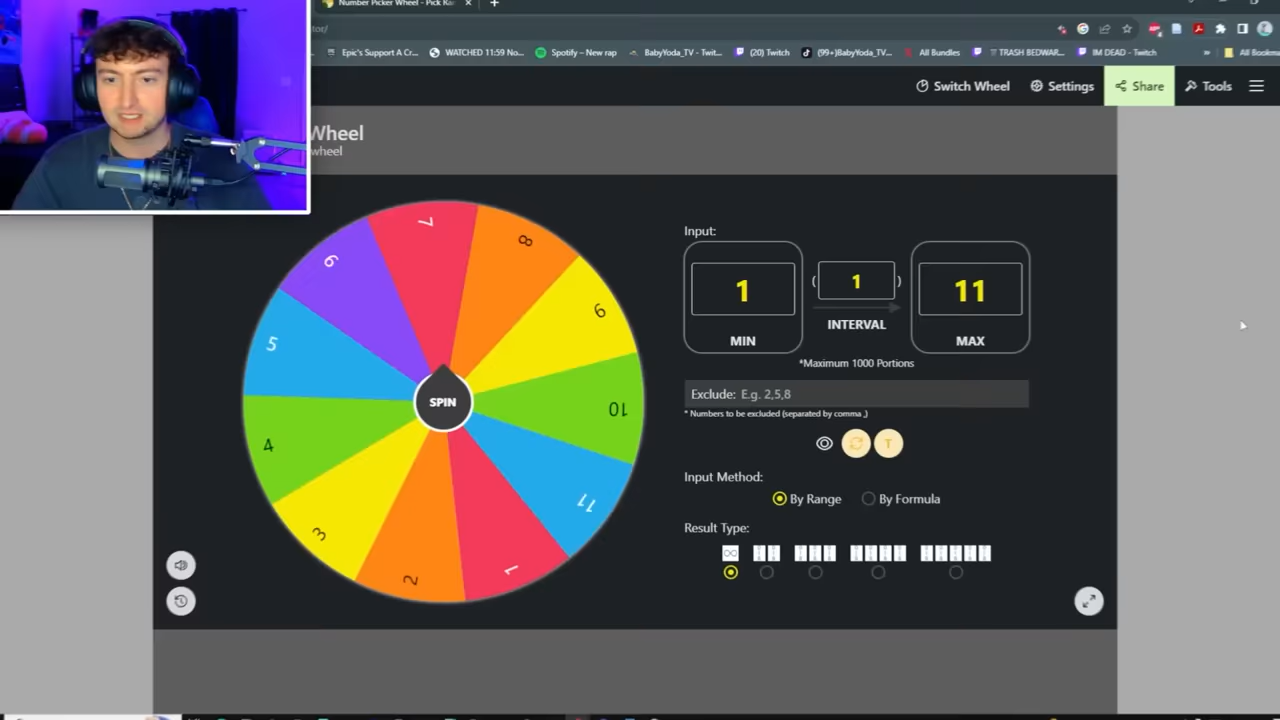 Number Picker Wheel - Pick Ra
tor/
Epic's Support A Cr...
WATCHED 11:59 No...
Spotify – New rap
BabyYoda_TV - Twit...
(20) Twitch
(99+)BabyYoda_TV...
All Bundles
TRASH BEDWAR...
IM DEAD - Twitch
»
All Bookma
Switch Wheel
Settings
Share
Tools
Wheel
wheel
7
8
6
9
5
10
4
11
3
2
1
SPIN
Input:
1
MIN
( 1 )
INTERVAL
11
MAX
*Maximum 1000 Portions
Exclude: E.g. 2,5,8
* Numbers to be excluded (separated by comma ,)
T
Input Method:
By Range
By Formula
Result Type:
∞